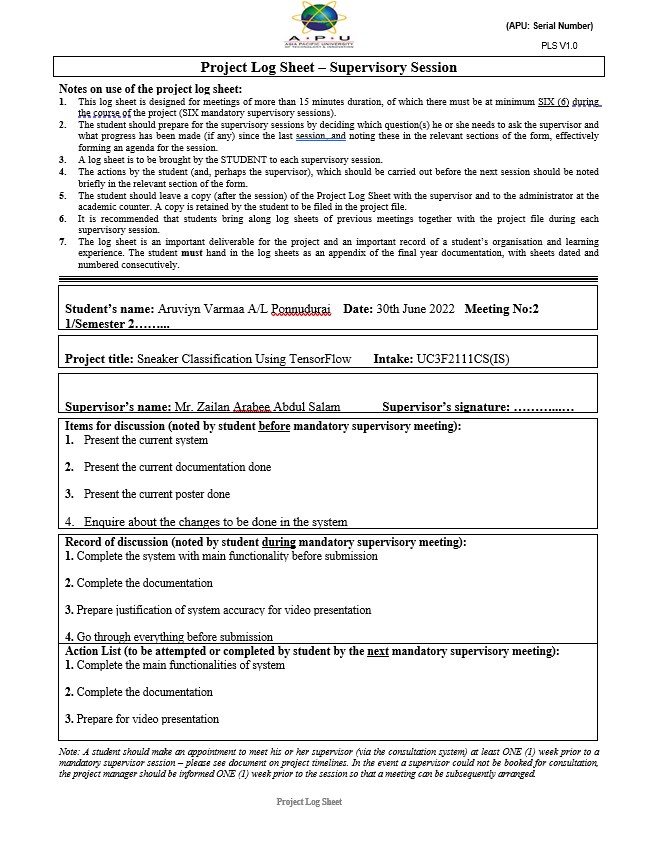 A · P · U
ASIA PACIFIC UNIVERSITY
OF TECHNOLOGY & INNOVATION
(APU: Serial Number)
PLS V1.0
Project Log Sheet – Supervisory Session
Notes on use of the project log sheet:
1. This log sheet is designed for meetings of more than 15 minutes duration, of which there must be at minimum SIX (6) during
the course of the project (SIX mandatory supervisory sessions).
2. The student should prepare for the supervisory sessions by deciding which question(s) he or she needs to ask the supervisor and
what progress has been made (if any) since the last session, and noting these in the relevant sections of the form, effectively
forming an agenda for the session.
3. A log sheet is to be brought by the STUDENT to each supervisory session.
4. The actions by the student (and, perhaps the supervisor), which should be carried out before the next session should be noted
briefly in the relevant section of the form.
5. The student should leave a copy (after the session) of the Project Log Sheet with the supervisor and to the administrator at the
academic counter. A copy is retained by the student to be filed in the project file.
6. It is recommended that students bring along log sheets of previous meetings together with the project file during each
supervisory session.
7. The log sheet is an important deliverable for the project and an important record of a student's organisation and learning
experience. The student must hand in the log sheets as an appendix of the final year documentation, with sheets dated and
numbered consecutively.
Student's name: Aruviyn Varmaa A/L Ponnudurai Date: 30th June 2022 Meeting No:2
1/Semester 2……...
Project title: Sneaker Classification Using TensorFlow Intake: UC3F2111CS(IS)
Supervisor's name: Mr. Zailan Arabee Abdul Salam Supervisor's signature: ………...…
Items for discussion (noted by student before mandatory supervisory meeting):
1. Present the current system
2. Present the current documentation done
3. Present the current poster done
4. Enquire about the changes to be done in the system
Record of discussion (noted by student during mandatory supervisory meeting):
1. Complete the system with main functionality before submission
2. Complete the documentation
3. Prepare justification of system accuracy for video presentation
4. Go through everything before submission
Action List (to be attempted or completed by student by the next mandatory supervisory meeting):
1. Complete the main functionalities of system
2. Complete the documentation
3. Prepare for video presentation
Note: A student should make an appointment to meet his or her supervisor (via the consultation system) at least ONE (1) week prior to a
mandatory supervisor session – please see document on project timelines. In the event a supervisor could not be booked for consultation,
the project manager should be informed ONE (1) week prior to the session so that a meeting can be subsequently arranged.
Project Log Sheet